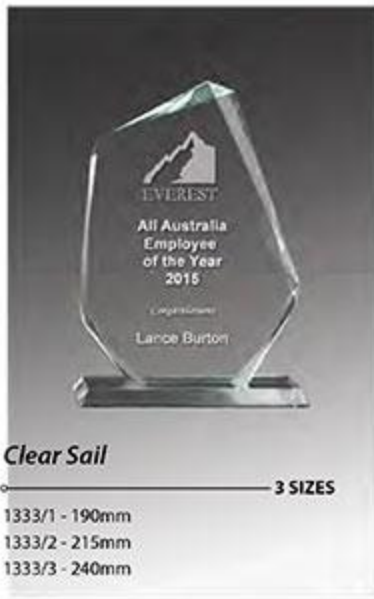 EVEREST
All Australia
Employee
of the Year
2015
Congratulations
Lance Burton
Clear Sail
3 SIZES
1333/1 - 190mm
1333/2 - 215mm
1333/3 - 240mm